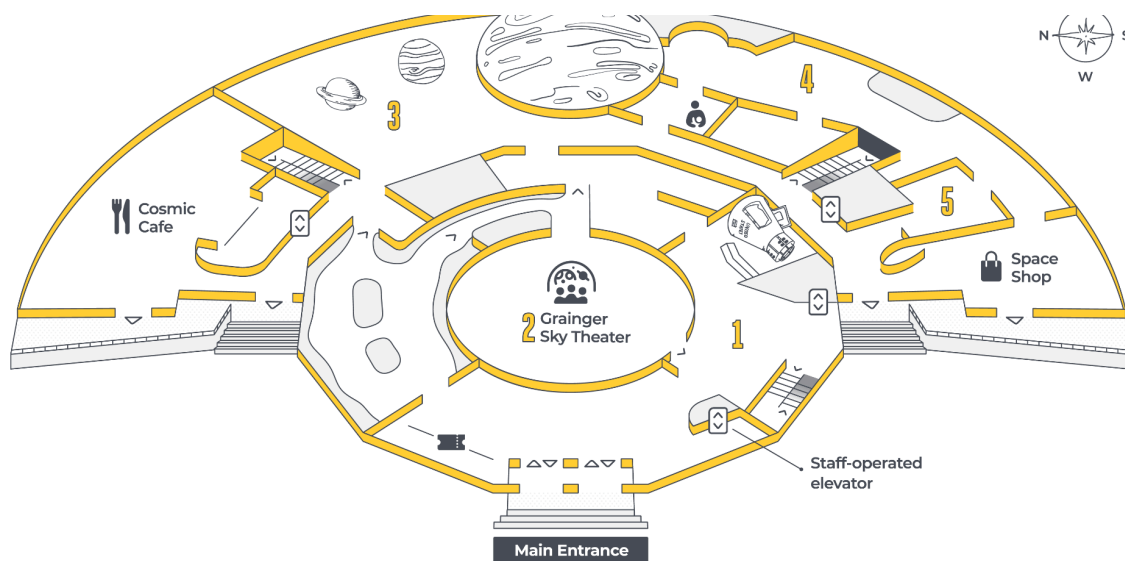 N
S
W
4
3
5
Cosmic
Cafe
Space
Shop
2
Grainger
Sky Theater
1
Staff-operated
elevator
Main Entrance